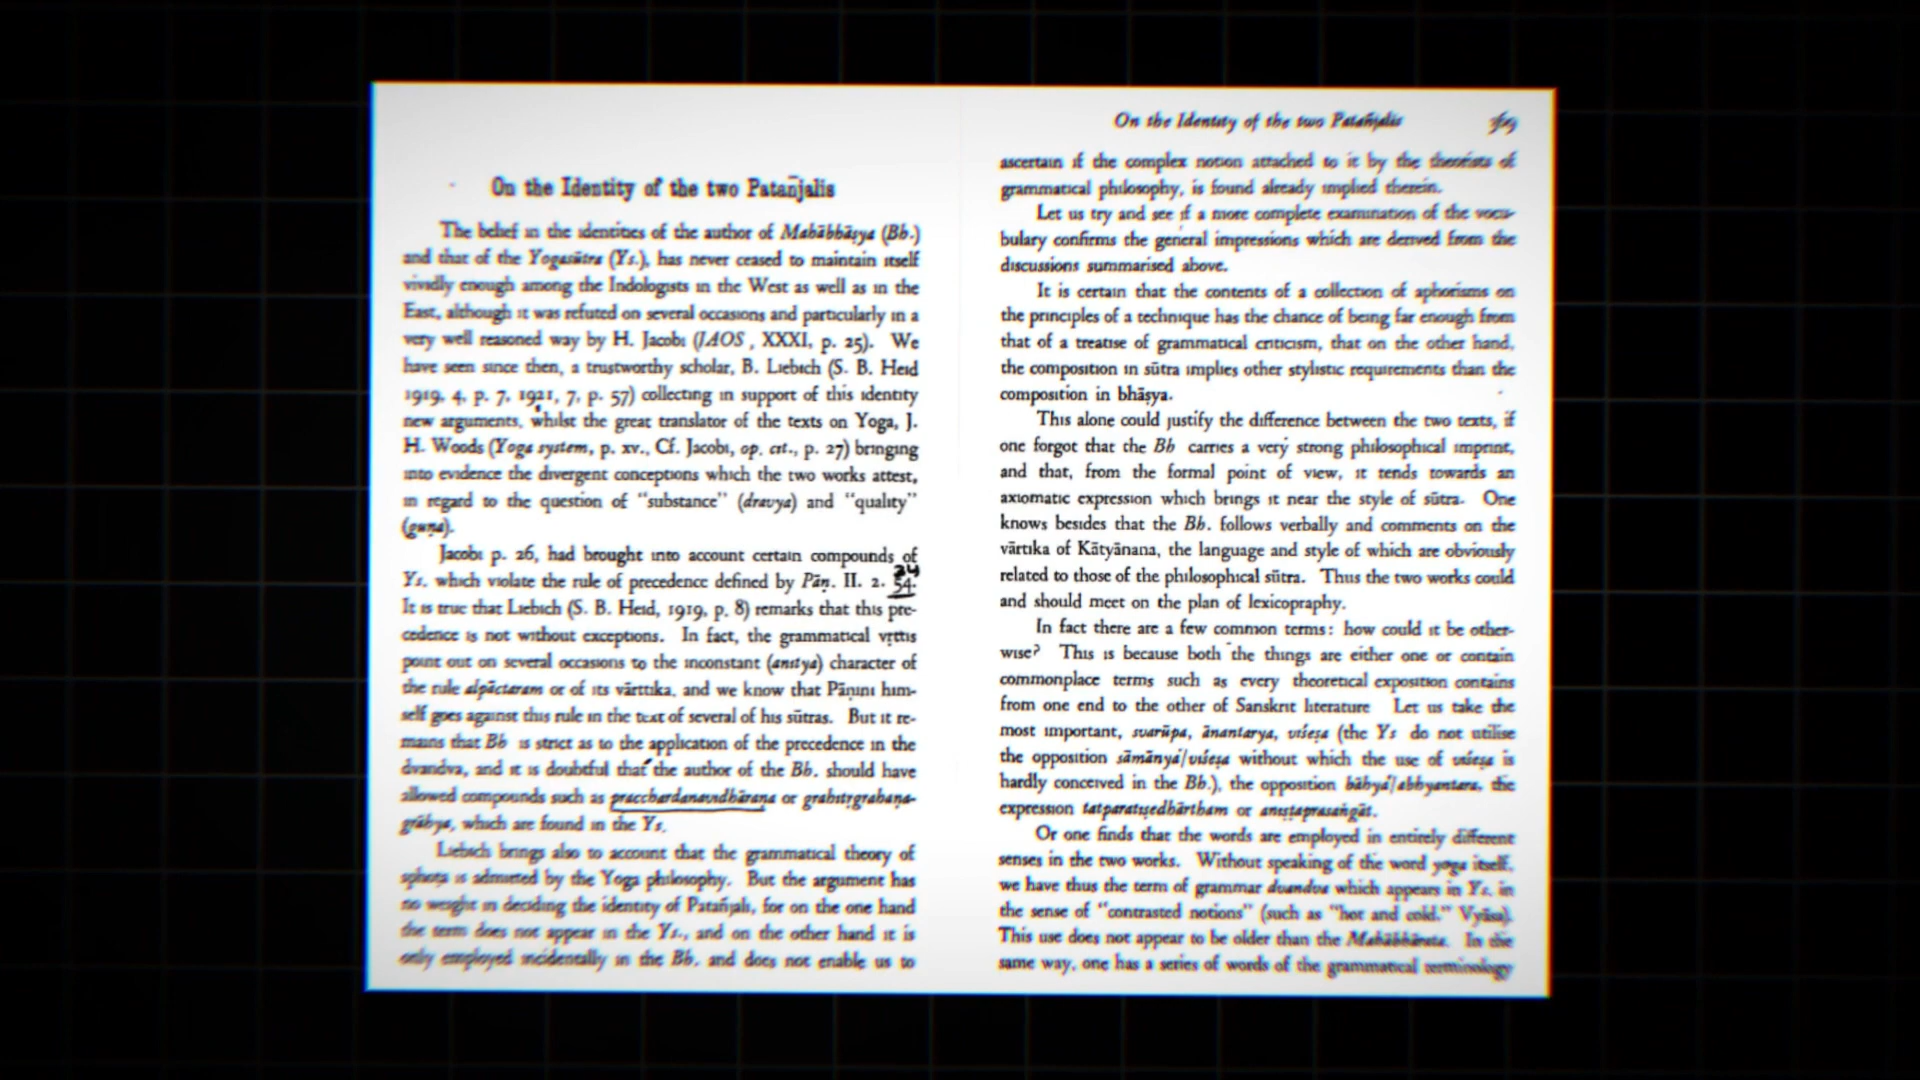 On the Identity of the two Patañjalis
The belief in the identities of the author of Mahābhāṣya (Bh.)
and that of the Yogasūtra (Ys.), has never ceased to maintain itself
vividly enough among the Indologists in the West as well as in the
East, although it was refuted on several occasions and particularly in a
very well reasoned way by H. Jacobi (JAOS, XXXI, p. 25). We
have seen since then, a trustworthy scholar, B. Liebich (S. B. Heid
1919, 4, p. 7, 1921, 7, p. 57) collecting in support of this identity
new arguments, whilst the great translator of the texts on Yoga, J.
H. Woods (Yoga system, p. xv., Cf. Jacobi, op. cit., p. 27) bringing
into evidence the divergent conceptions which the two works attest,
in regard to the question of "substance" (dravya) and "quality"
(guṇa).
Jacobi p. 26, had brought into account certain compounds of
Ys. which violate the rule of precedence defined by Pāṇ. II. 2. 54.
34
It is true that Liebich (S. B. Heid, 1919, p. 8) remarks that this pre-
cedence is not without exceptions. In fact, the grammatical vṛttis
point out on several occasions to the inconstant (anitya) character of
the rule alpāctaram or of its vārttika, and we know that Pāṇini him-
self goes against this rule in the text of several of his sūtras. But it re-
mains that Bh is strict as to the application of the precedence in the
dvandva, and it is doubtful that the author of the Bh. should have
allowed compounds such as pracchardanavidhāraṇa or grahitṛgrahaṇa-
grāhya, which are found in the Ys.
Liebich brings also to account that the grammatical theory of
sphoṭa is admitted by the Yoga philosophy. But the argument has
no weight in deciding the identity of Patañjali, for on the one hand
the term does not appear in the Ys., and on the other hand it is
only employed incidentally in the Bh. and does not enable us to
On the Identity of the two Patañjalis
ascertain if the complex notion attached to it by the theorists of
grammatical philosophy, is found already implied therein.
Let us try and see if a more complete examination of the vocu-
bulary confirms the general impressions which are derived from the
discussions summarised above.
It is certain that the contents of a collection of aphorisms on
the principles of a technique has the chance of being far enough from
that of a treatise of grammatical criticism, that on the other hand,
the composition in sūtra implies other stylistic requirements than the
composition in bhāṣya.
This alone could justify the difference between the two texts, if
one forgot that the Bh carries a very strong philosophical imprint,
and that, from the formal point of view, it tends towards an
axiomatic expression which brings it near the style of sūtra. One
knows besides that the Bh. follows verbally and comments on the
vārtika of Kātyānana, the language and style of which are obviously
related to those of the philosophical sūtra. Thus the two works could
and should meet on the plan of lexicopraphy.
In fact there are a few common terms: how could it be other-
wise? This is because both the things are either one or contain
commonplace terms such as every theoretical exposition contains
from one end to the other of Sanskrit literature Let us take the
most important, svarūpa, ānantarya, viśeṣa (the Ys do not utilise
the opposition sāmānya/viśeṣa without which the use of viśeṣa is
hardly conceived in the Bh.), the opposition bāhya/abhyantara, the
expression tatparatiṣedhārtham or aniṣṭaprasaṅgāt.
Or one finds that the words are employed in entirely different
senses in the two works. Without speaking of the word yoga itself,
we have thus the term of grammar dvandva which appears in Ys. in
the sense of "contrasted notions" (such as "hot and cold." Vyāsa).
This use does not appear to be older than the Mahābhārata. In the
same way, one has a series of words of the grammatical terminology